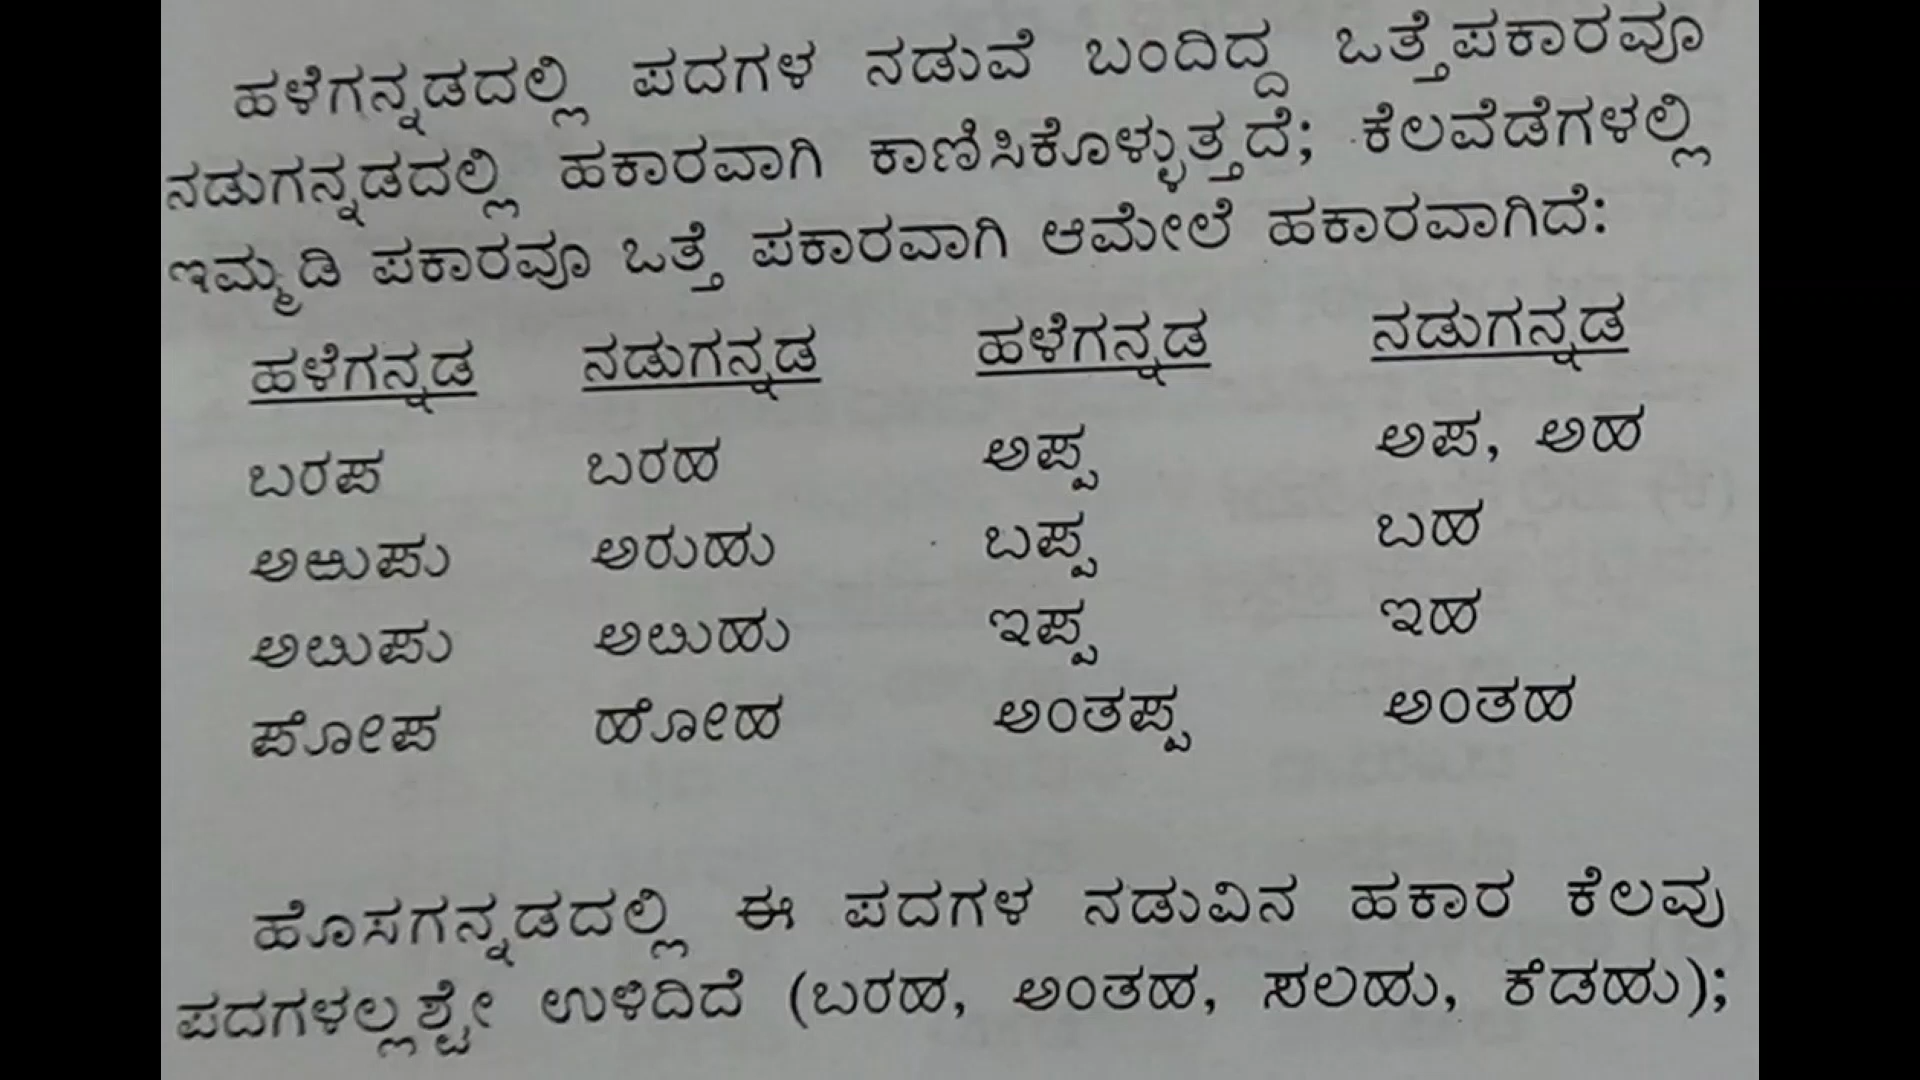 ಹಳೆಗನ್ನಡದಲ್ಲಿ ಪದಗಳ ನಡುವೆ ಬಂದಿದ್ದ ಒತ್ತೆಪಕಾರವೂ
ನಡುಗನ್ನಡದಲ್ಲಿ ಹಕಾರವಾಗಿ ಕಾಣಿಸಿಕೊಳ್ಳುತ್ತದೆ; ಕೆಲವೆಡೆಗಳಲ್ಲಿ
ಇಮ್ಮಡಿ ಪಕಾರವೂ ಒತ್ತೆ ಪಕಾರವಾಗಿ ಆಮೇಲೆ ಹಕಾರವಾಗಿದೆ:
ಹಳೆಗನ್ನಡ ನಡುಗನ್ನಡ ಹಳೆಗನ್ನಡ ನಡುಗನ್ನಡ
ಬರಪ ಬರಹ ಅಪ್ಪ ಅಪ, ಅಹ
ಅಱುಪು ಅರುಹು ಬಪ್ಪ ಬಹ
ಅಲುಪು ಅಲುಹು ಇಪ್ಪ ಇಹ
ಪೋಪ ಹೋಹ ಅಂತಪ್ಪ ಅಂತಹ
ಹೊಸಗನ್ನಡದಲ್ಲಿ ಈ ಪದಗಳ ನಡುವಿನ ಹಕಾರ ಕೆಲವು
ಪದಗಳಲ್ಲಶ್ಟೇ ಉಳಿದಿದೆ (ಬರಹ, ಅಂತಹ, ಸಲಹು, ಕೆಡಹು);